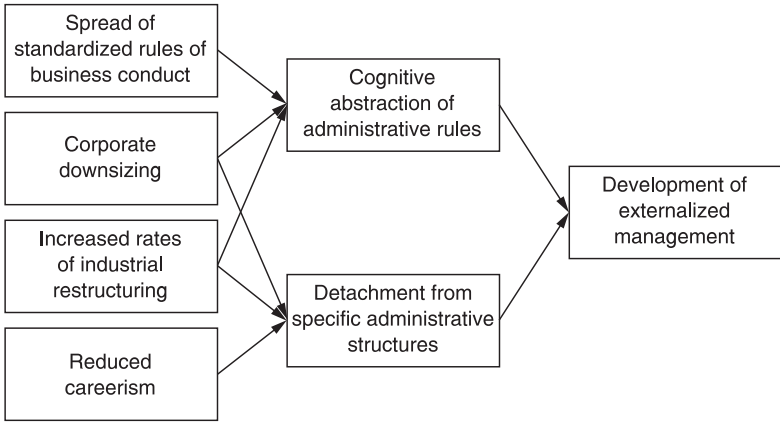 Spread of
standardized rules of
business conduct
Corporate
downsizing
Increased rates
of industrial
restructuring
Reduced
careerism
Cognitive
abstraction of
administrative rules
Detachment from
specific administrative
structures
Development of
externalized
management